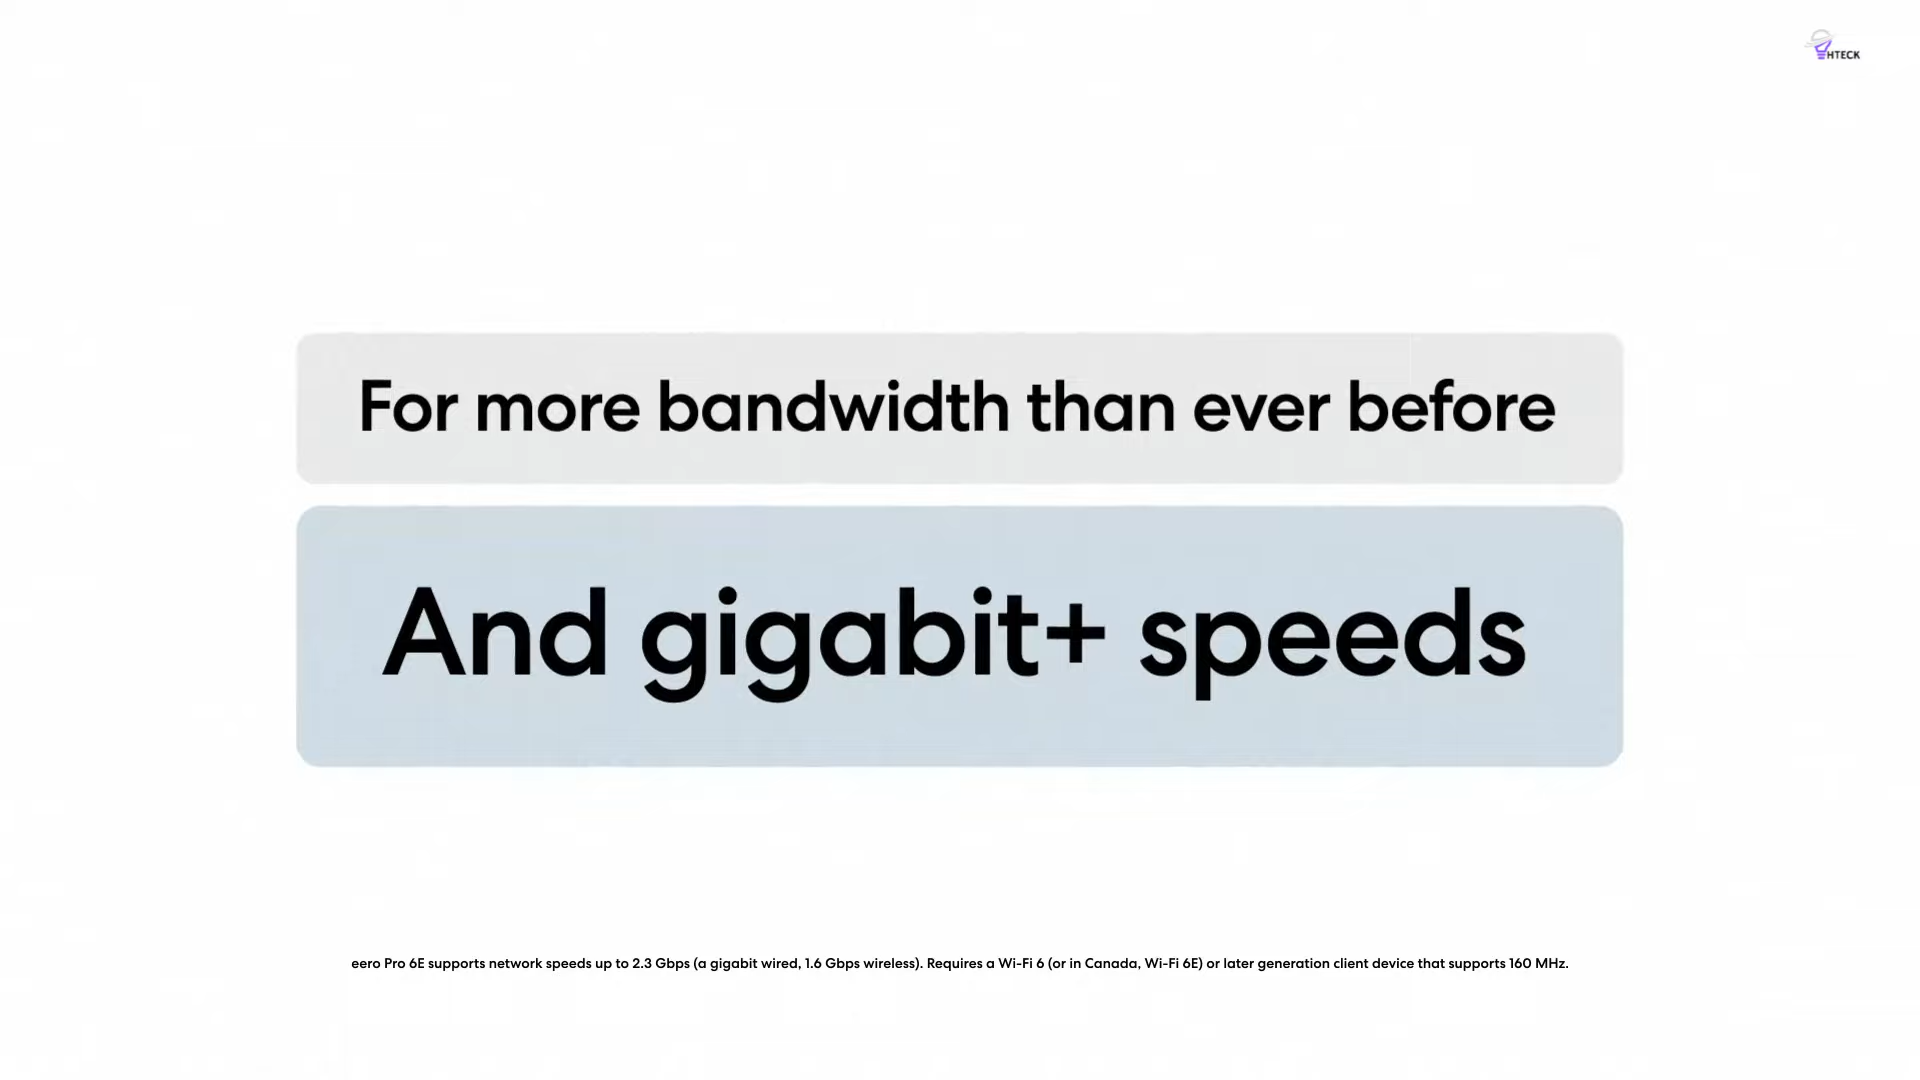 HTECK
For more bandwidth than ever before
And gigabit+ speeds
eero Pro 6E supports network speeds up to 2.3 Gbps (a gigabit wired, 1.6 Gbps wireless). Requires a Wi-Fi 6 (or in Canada, Wi-Fi 6E) or later generation client device that supports 160 MHz.